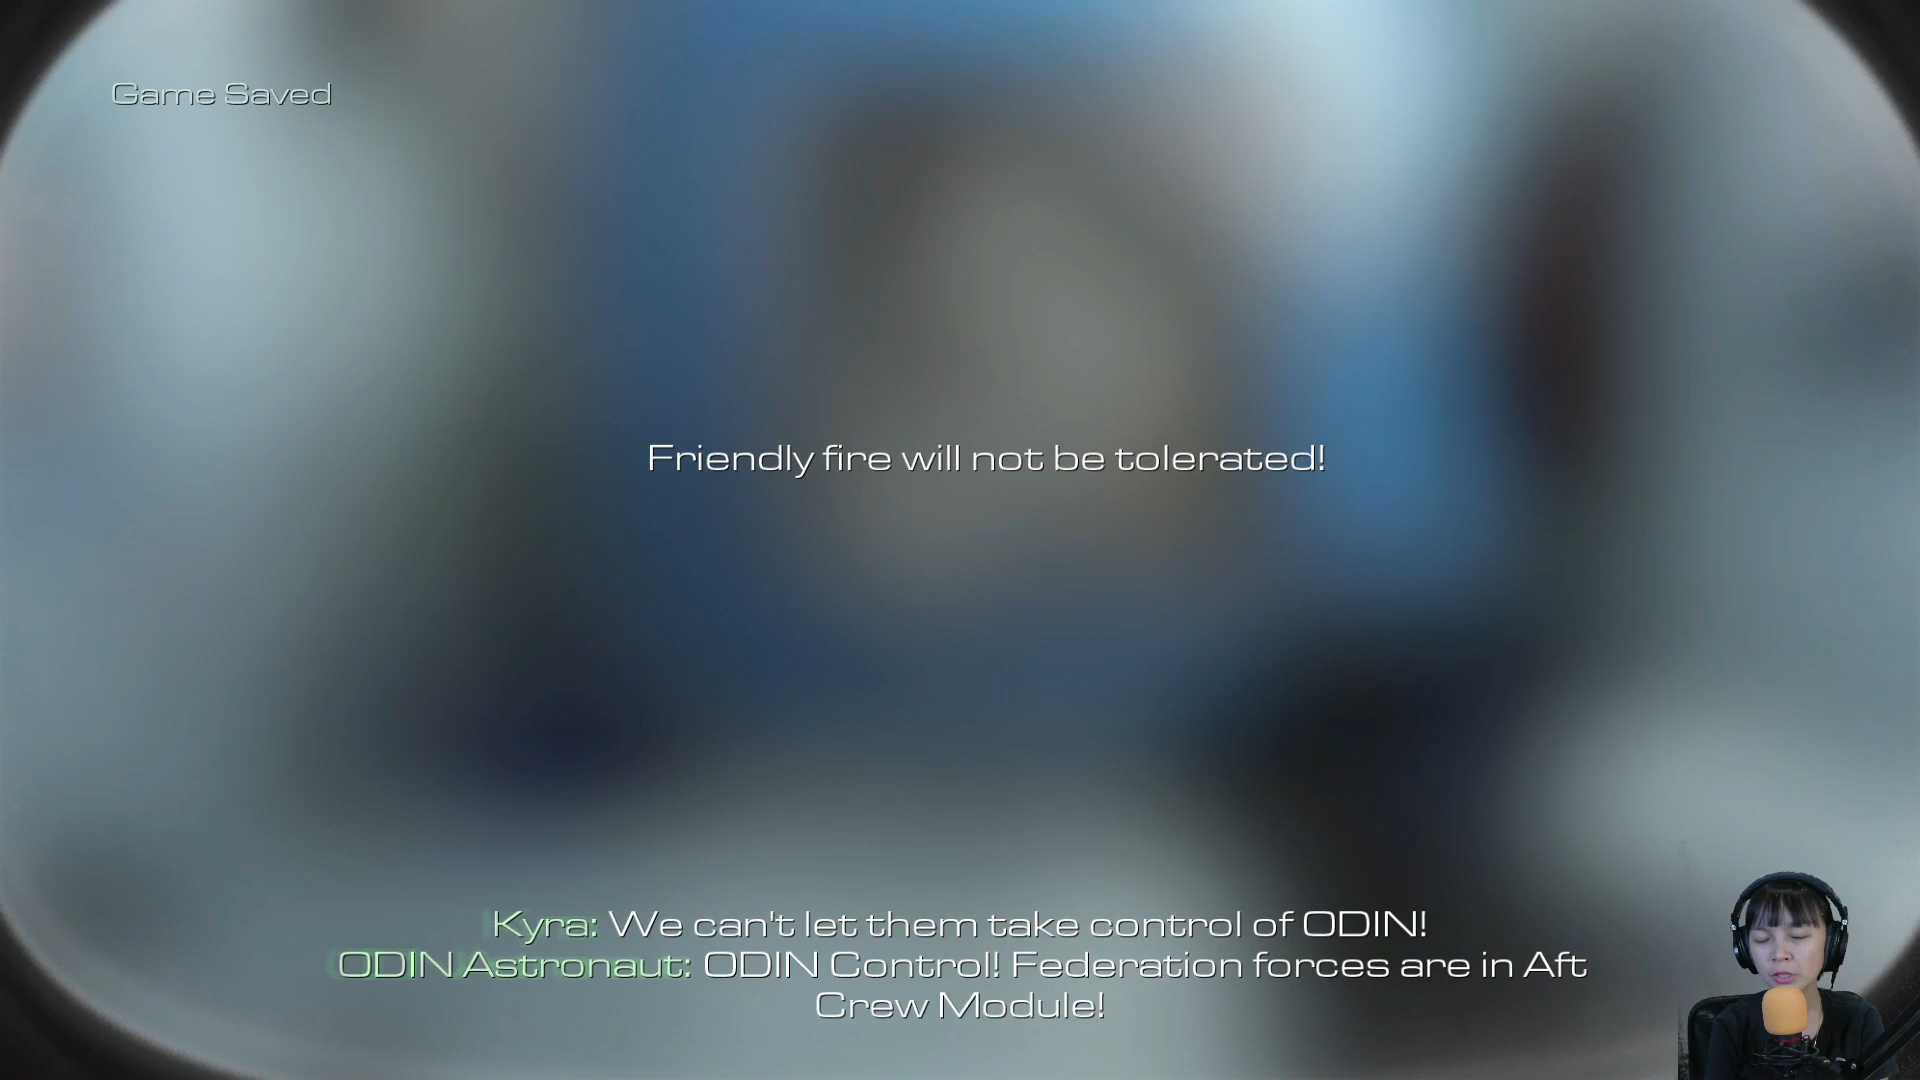 Game Saved
Friendly fire will not be tolerated!
Kyra: We can't let them take control of ODIN!
ODIN Astronaut: ODIN Control! Federation forces are in Aft
Crew Module!